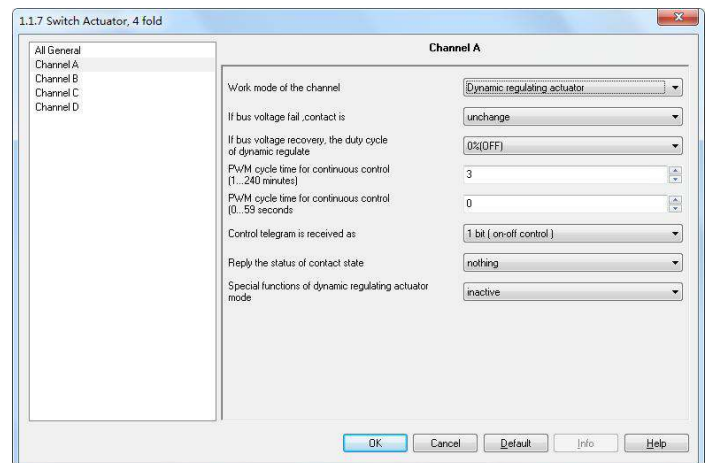 1.1.7 Switch Actuator, 4 fold
All General
Channel A
Channel B
Channel C
Channel D
Channel A
Work mode of the channel
Dynamic regulating actuator
If bus voltage fail ,contact is
unchange
If bus voltage recovery, the duty cycle
of dynamic regulate
0%(OFF)
PWM cycle time for continuous control
(1...240 minutes)
3
PWM cycle time for continuous control
(0...59 seconds
0
Control telegram is received as
1 bit ( on-off control )
Reply the status of contact state
nothing
Special functions of dynamic regulating actuator
mode
inactive
OK
Cancel
Default
Info
Help